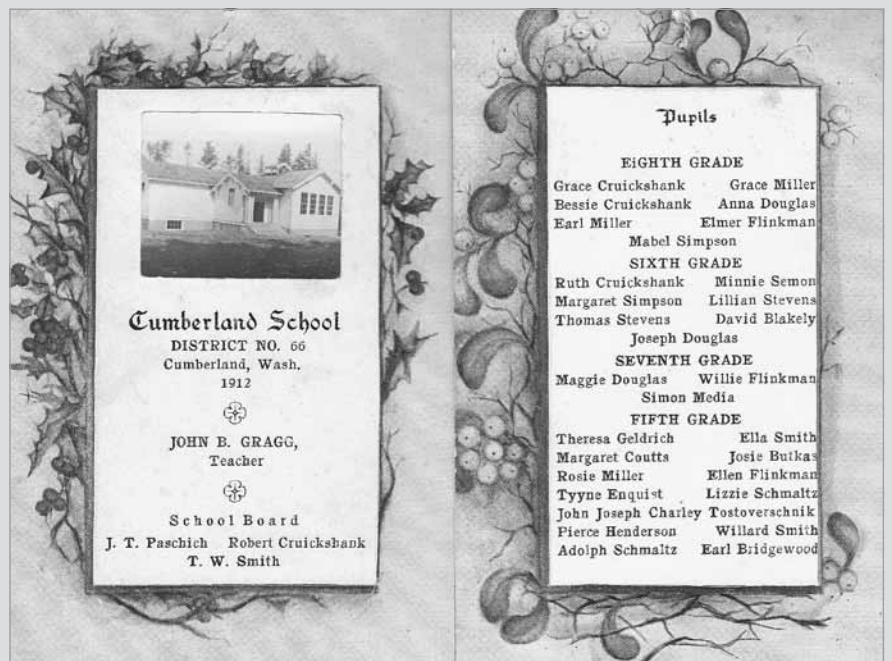 Cumberland School
DISTRICT NO. 66
Cumberland, Wash.
1912
JOHN B. GRAGG,
Teacher
School Board
J. T. Paschich Robert Cruickshank
T. W. Smith
Pupils
EiGHTH GRADE
Grace Cruickshank Grace Miller
Bessie Cruickshank Anna Douglas
Earl Miller Elmer Flinkman
Mabel Simpson
SIXTH GRADE
Ruth Cruickshank Minnie Semon
Margaret Simpson Lillian Stevens
Thomas Stevens David Blakely
Joseph Douglas
SEVENTH GRADE
Maggie Douglas Willie Flinkman
Simon Media
FIFTH GRADE
Theresa Geldrich Ella Smith
Margaret Coutts Josie Butkas
Rosie Miller Ellen Flinkman
Tyyne Enquist Lizzie Schmaltz
John Joseph Charley Tostoverschnik
Pierce Henderson Willard Smith
Adolph Schmaltz Earl Bridgewood